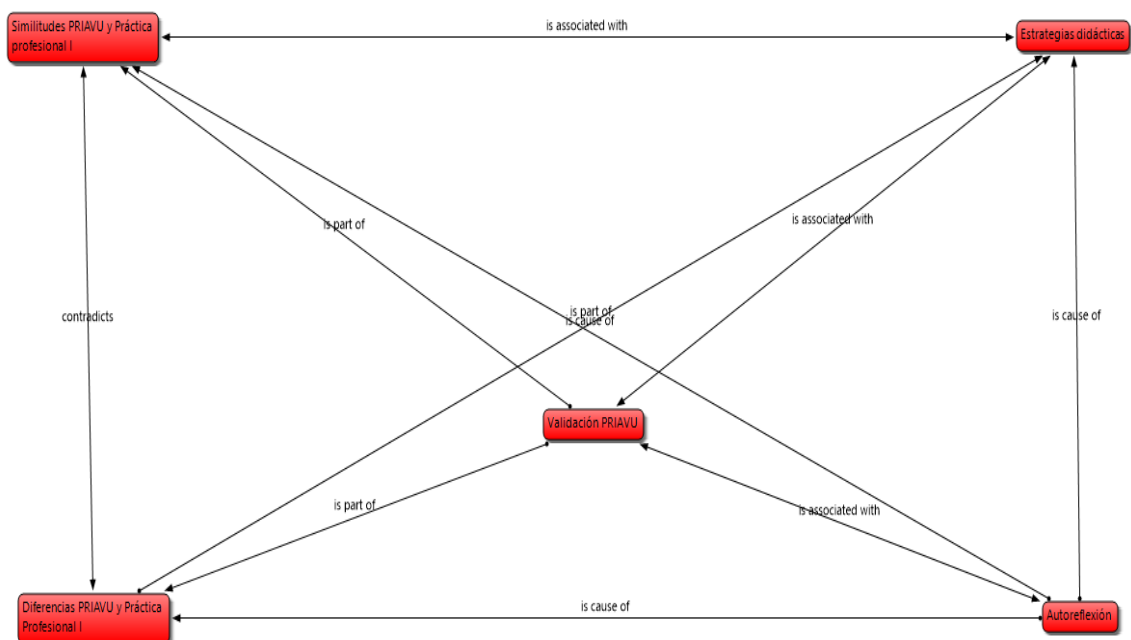 Similitudes PRIAVU y Práctica
profesional I
is associated with
Estrategias didácticas
is part of
is associated with
contradicts
is part of
is cause of
is cause of
Validación PRIAVU
is part of
is associated with
Diferencias PRIAVU y Práctica
Profesional I
is cause of
Autoreflexión